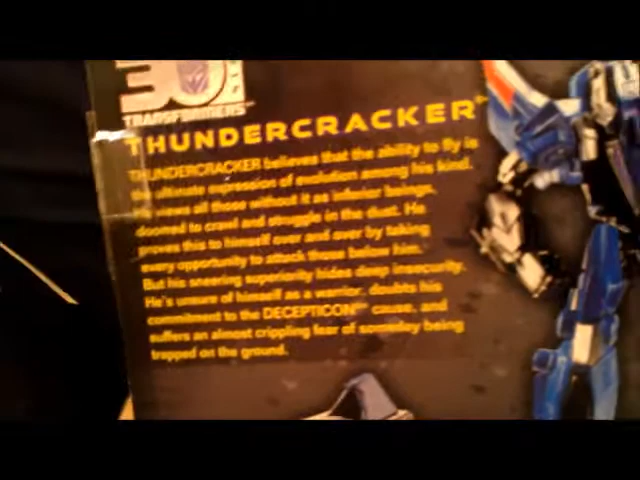 30
TRANSFORMERS
THUNDERCRACKER™
THUNDERCRACKER believes that the ability to fly is
the ultimate expression of evolution among his kind.
He views all those without it as inferior beings,
doomed to crawl and struggle in the dust. He
proves this to himself over and over by taking
every opportunity to attack those below him.
But his sneering superiority hides deep insecurity.
He's unsure of himself as a warrior, doubts his
commitment to the DECEPTICON™ cause, and
suffers an almost crippling fear of someday being
trapped on the ground.